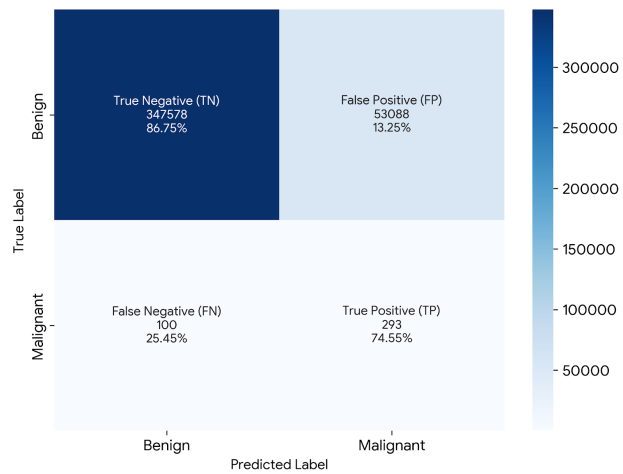 True Negative (TN)
347578
86.75%
False Positive (FP)
53088
13.25%
False Negative (FN)
100
25.45%
True Positive (TP)
293
74.55%
Benign
Malignant
True Label
Benign
Malignant
Predicted Label
300000
250000
200000
150000
100000
50000